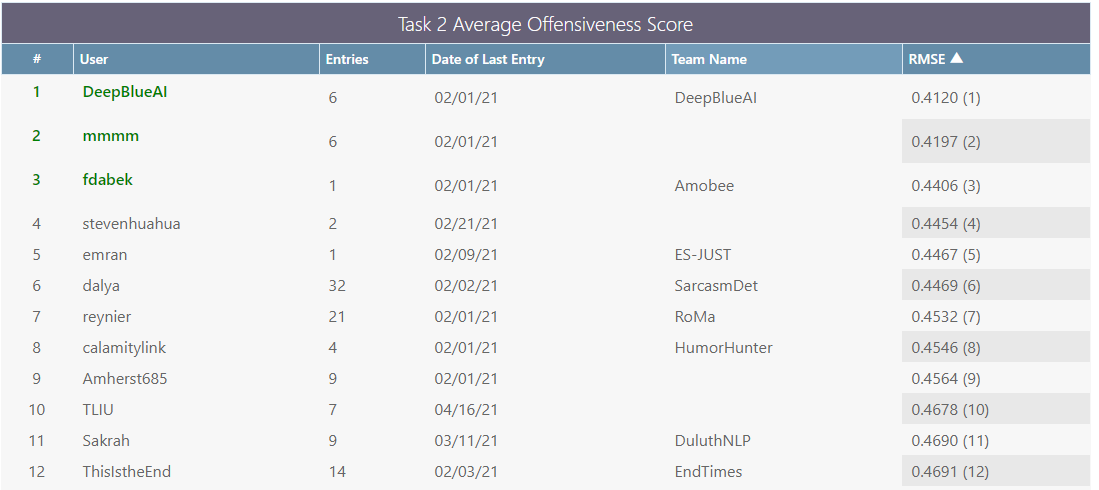 Task 2 Average Offensiveness Score
# User Entries Date of Last Entry Team Name RMSE ▲
1 DeepBlueAI 6 02/01/21 DeepBlueAI 0.4120 (1)
2 mmmm 6 02/01/21 0.4197 (2)
3 fdabek 1 02/01/21 Amobee 0.4406 (3)
4 stevenhuahua 2 02/21/21 0.4454 (4)
5 emran 1 02/09/21 ES-JUST 0.4467 (5)
6 dalya 32 02/02/21 SarcasmDet 0.4469 (6)
7 reynier 21 02/01/21 RoMa 0.4532 (7)
8 calamitylink 4 02/01/21 HumorHunter 0.4546 (8)
9 Amherst685 9 02/01/21 0.4564 (9)
10 TLIU 7 04/16/21 0.4678 (10)
11 Sakrah 9 03/11/21 DuluthNLP 0.4690 (11)
12 ThisIstheEnd 14 02/03/21 EndTimes 0.4691 (12)